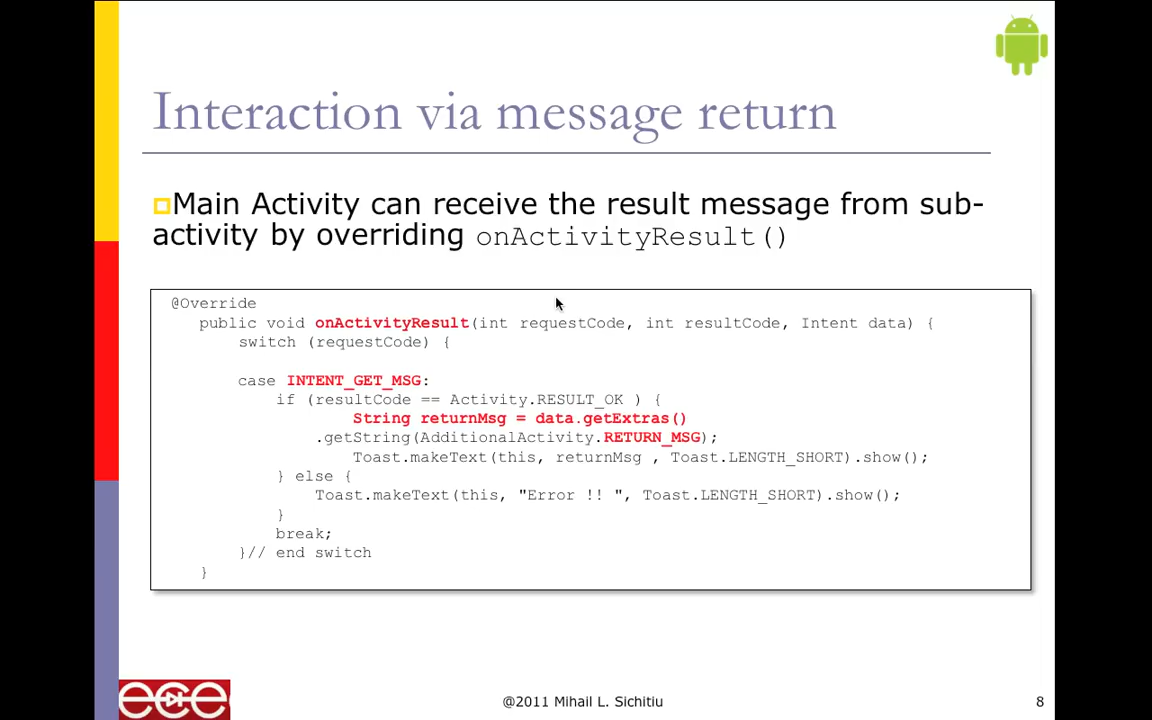 Interaction via message return
Main Activity can receive the result message from sub-
activity by overriding onActivityResult()
@Override
public void onActivityResult(int requestCode, int resultCode, Intent data) {
switch (requestCode) {
case INTENT_GET_MSG:
if (resultCode == Activity.RESULT_OK ) {
String returnMsg = data.getExtras()
.getString(AdditionalActivity.RETURN_MSG);
Toast.makeText(this, returnMsg , Toast.LENGTH_SHORT).show();
} else {
Toast.makeText(this, "Error !! ", Toast.LENGTH_SHORT).show();
}
break;
}// end switch
}
ece
@2011 Mihail L. Sichitiu
8